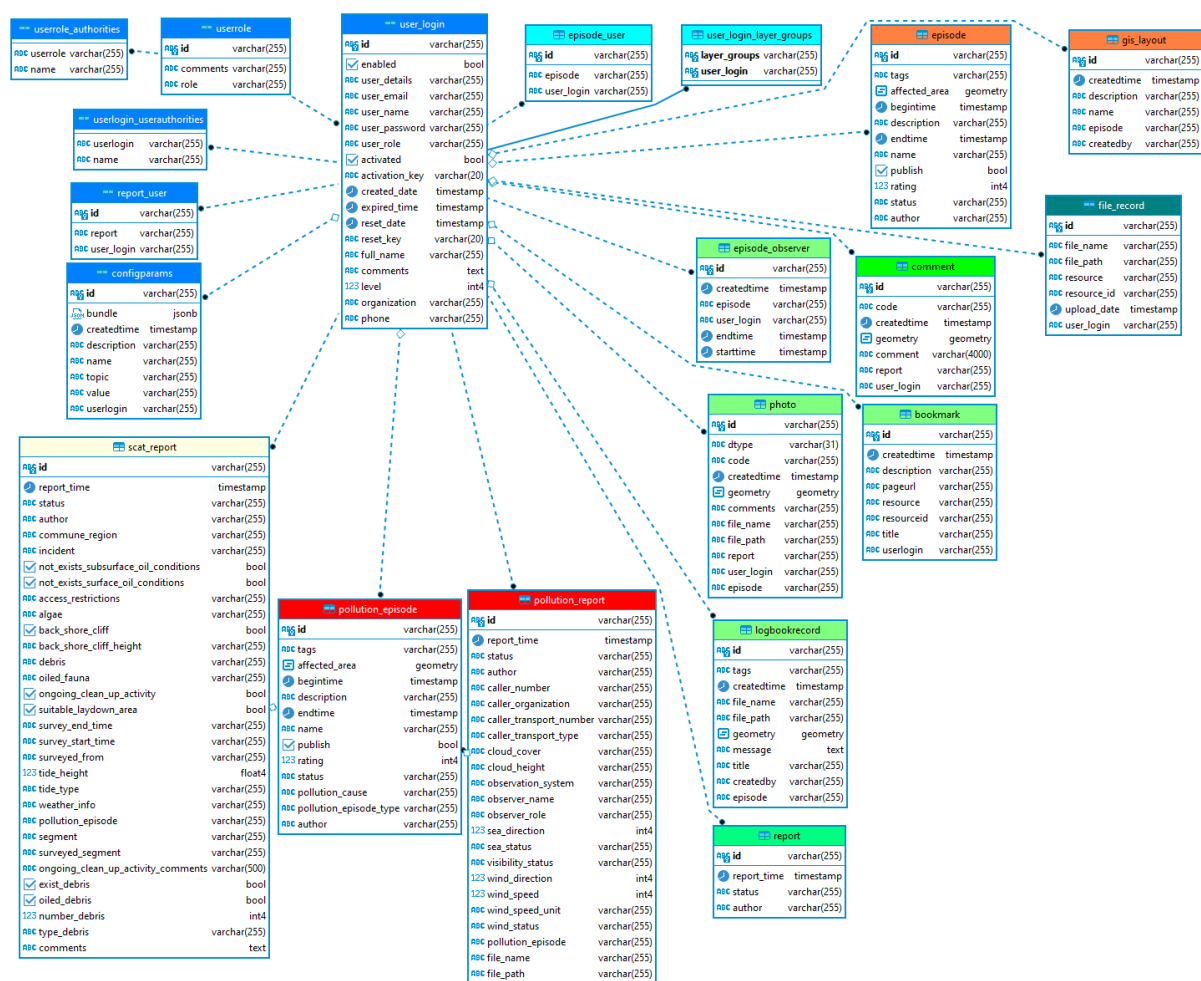 userrole_authorities
userrole varchar(255)
name varchar(255)
userrole
id varchar(255)
comments varchar(255)
role varchar(255)
userlogin_userauthorities
userlogin varchar(255)
name varchar(255)
report_user
id varchar(255)
report varchar(255)
user_login varchar(255)
configparams
id varchar(255)
bundle jsonb
createdtime timestamp
description varchar(255)
name varchar(255)
topic varchar(255)
value varchar(255)
userlogin varchar(255)
user_login
id varchar(255)
enabled bool
user_details varchar(255)
user_email varchar(255)
user_name varchar(255)
user_password varchar(255)
user_role varchar(255)
activated bool
activation_key varchar(20)
created_date timestamp
expired_time timestamp
reset_date timestamp
reset_key varchar(20)
full_name varchar(255)
comments text
level int4
organization varchar(255)
phone varchar(255)
episode_user
id varchar(255)
episode varchar(255)
user_login varchar(255)
user_login_layer_groups
layer_groups varchar(255)
user_login varchar(255)
episode
id varchar(255)
tags varchar(255)
affected_area geometry
begintime timestamp
description varchar(255)
endtime timestamp
name varchar(255)
publish bool
rating int4
status varchar(255)
author varchar(255)
gis_layout
id varchar(255)
createdtime timestamp
description varchar(255)
name varchar(255)
episode varchar(255)
createdby varchar(255)
file_record
id varchar(255)
file_name varchar(255)
file_path varchar(255)
resource varchar(255)
resource_id varchar(255)
upload_date timestamp
user_login varchar(255)
episode_observer
id varchar(255)
createdtime timestamp
episode varchar(255)
user_login varchar(255)
endtime timestamp
starttime timestamp
comment
id varchar(255)
code varchar(255)
createdtime timestamp
geometry geometry
comment varchar(4000)
report varchar(255)
user_login varchar(255)
photo
id varchar(255)
dtype varchar(31)
code varchar(255)
createdtime timestamp
geometry geometry
comments varchar(255)
file_name varchar(255)
file_path varchar(255)
report varchar(255)
user_login varchar(255)
episode varchar(255)
bookmark
id varchar(255)
createdtime timestamp
description varchar(255)
pageurl varchar(255)
resource varchar(255)
resourceid varchar(255)
title varchar(255)
userlogin varchar(255)
scat_report
id varchar(255)
report_time timestamp
status varchar(255)
author varchar(255)
commune_region varchar(255)
incident varchar(255)
not_exists_subsurface_oil_conditions bool
not_exists_surface_oil_conditions bool
access_restrictions varchar(255)
algae varchar(255)
back_shore_cliff bool
back_shore_cliff_height varchar(255)
debris varchar(255)
oiled_fauna varchar(255)
ongoing_clean_up_activity bool
suitable_laydown_area bool
survey_end_time varchar(255)
survey_start_time varchar(255)
surveyed_from varchar(255)
tide_height float4
tide_type varchar(255)
weather_info varchar(255)
pollution_episode varchar(255)
segment varchar(255)
surveyed_segment varchar(255)
ongoing_clean_up_activity_comments varchar(500)
exist_debris bool
oiled_debris bool
number_debris int4
type_debris varchar(255)
comments text
pollution_episode
id varchar(255)
tags varchar(255)
affected_area geometry
begintime timestamp
description varchar(255)
endtime timestamp
name varchar(255)
publish bool
rating int4
status varchar(255)
pollution_cause varchar(255)
pollution_episode_type varchar(255)
author varchar(255)
pollution_report
id varchar(255)
report_time timestamp
status varchar(255)
author varchar(255)
caller_number varchar(255)
caller_organization varchar(255)
caller_transport_number varchar(255)
caller_transport_type varchar(255)
cloud_cover varchar(255)
cloud_height varchar(255)
observation_system varchar(255)
observer_name varchar(255)
observer_role varchar(255)
sea_direction int4
sea_status varchar(255)
visibility_status varchar(255)
wind_direction int4
wind_speed int4
wind_speed_unit varchar(255)
wind_status varchar(255)
pollution_episode varchar(255)
file_name varchar(255)
file_path varchar(255)
logbookrecord
id varchar(255)
tags varchar(255)
createdtime timestamp
file_name varchar(255)
file_path varchar(255)
geometry geometry
message text
title varchar(255)
createdby varchar(255)
episode varchar(255)
report
id varchar(255)
report_time timestamp
status varchar(255)
author varchar(255)